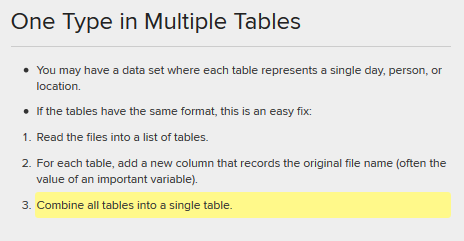 One Type in Multiple Tables
• You may have a data set where each table represents a single day, person, or
location.
• If the tables have the same format, this is an easy fix:
1. Read the files into a list of tables.
2. For each table, add a new column that records the original file name (often the
value of an important variable).
3. Combine all tables into a single table.